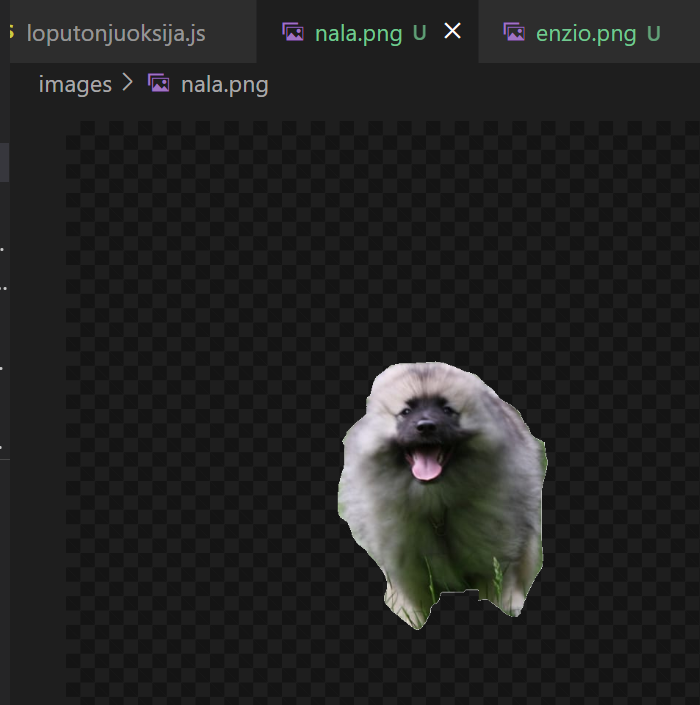 loputonjuoksija.js nala.png U enzio.png U
images > nala.png